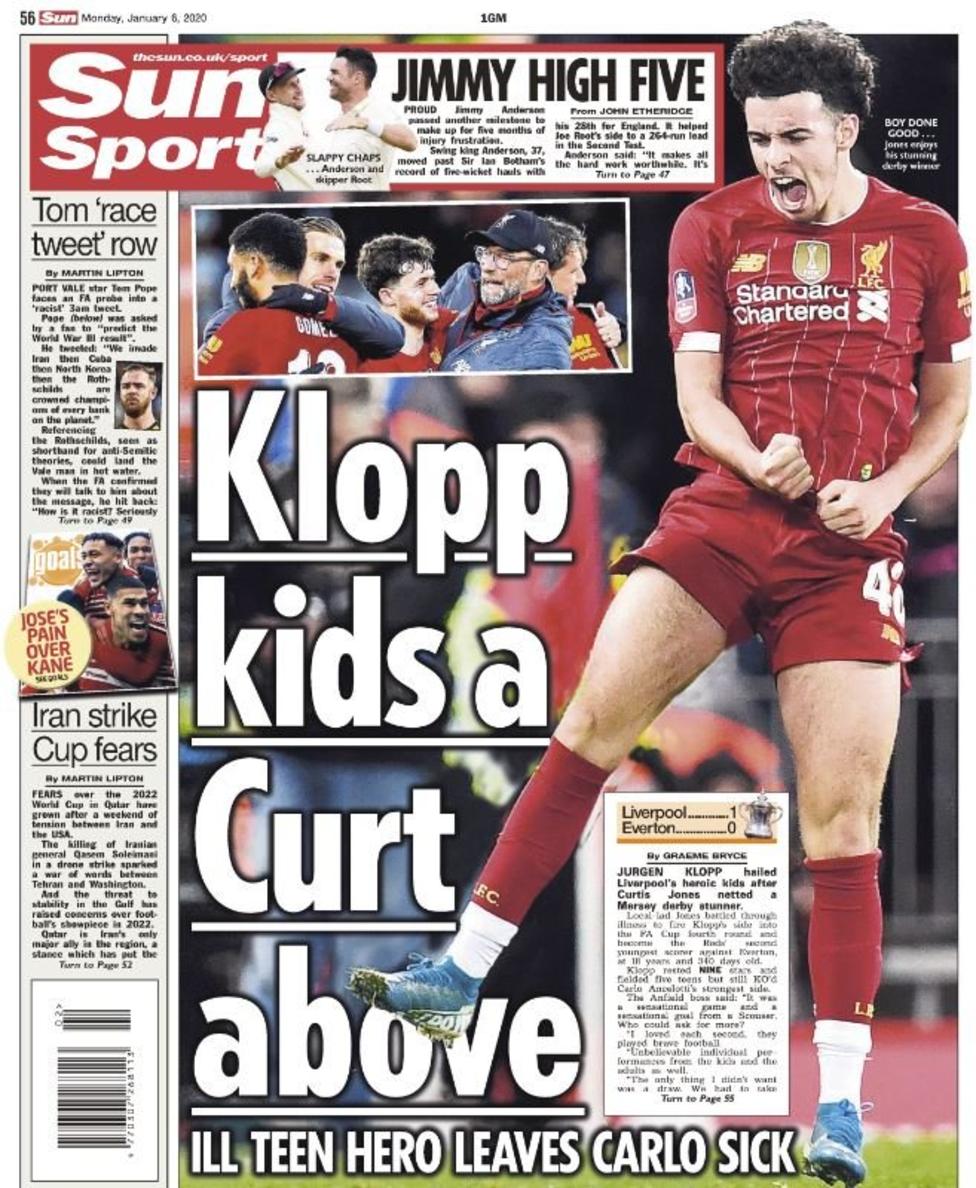 56 Sun Monday, January 6, 2020
1GM
thesun.co.uk/sport
Sun
Sport
SLAPPY CHAPS
. . . Anderson and
skipper Root
JIMMY HIGH FIVE
PROUD Jimmy Anderson
passed another milestone to
make up for five months of
injury frustration.
Swing king Anderson, 37,
moved past Sir Ian Botham's
record of five-wicket hauls with
From JOHN ETHERIDGE
his 28th for England. It helped
Joe Root's side to a 264-run lead
in the Second Test.
Anderson said: "It makes all
the hard work worthwhile. It's
Turn to Page 47
BOY DONE
GOOD . . .
Jones enjoys
his stunning
derby winner
Tom 'race
tweet' row
By MARTIN LIPTON
PORT VALE star Tom Pope
faces an FA probe into a
'racist' 3am tweet.
Pope (below) was asked
by a fan to "predict the
World War III result".
He tweeted: "We invade
Iran then Cuba
then North Korea
then the Roth-
schilds are
crowned champi-
ons of every bank
on the planet."
Referencing
the Rothschilds, seen as
shorthand for anti-Semitic
theories, could land the
Vale man in hot water.
When the FA confirmed
they will talk to him about
the message, he hit back:
"How is it racist? Seriously
Turn to Page 49
goals
JOSE'S
PAIN
OVER
KANE
SEE GOALS
Iran strike
Cup fears
By MARTIN LIPTON
FEARS over the 2022
World Cup in Qatar have
grown after a weekend of
tension between Iran and
the USA.
The killing of Iranian
general Qasem Soleimani
in a drone strike sparked
a war of words between
Tehran and Washington.
And the threat to
stability in the Gulf has
raised concerns over foot-
ball's showpiece in 2022.
Qatar is Iran's only
major ally in the region, a
stance which has put the
Turn to Page 52
02>
9 770307 268113
GOMEZ
12
NB
L.F.C.
Standard
Chartered
48
L.F.C.
Klopp
kids a
Curt
above
Liverpool..............1
Everton.................0
By GRAEME BRYCE
JURGEN KLOPP hailed
Liverpool's heroic kids after
Curtis Jones netted a
Mersey derby stunner.
Local lad Jones battled through
illness to fire Klopp's side into
the FA Cup fourth round and
become the Reds' second
youngest scorer against Everton,
at 18 years and 340 days old.
Klopp rested NINE stars and
fielded five teens but still KO'd
Carlo Ancelotti's strongest side.
The Anfield boss said: "It was
a sensational game and a
sensational goal from a Scouser.
Who could ask for more?
"I loved each second, they
played brave football.
"Unbelievable individual per-
formances from the kids and the
adults as well.
"The only thing I didn't want
was a draw. We had to take
Turn to Page 55
ILL TEEN HERO LEAVES CARLO SICK